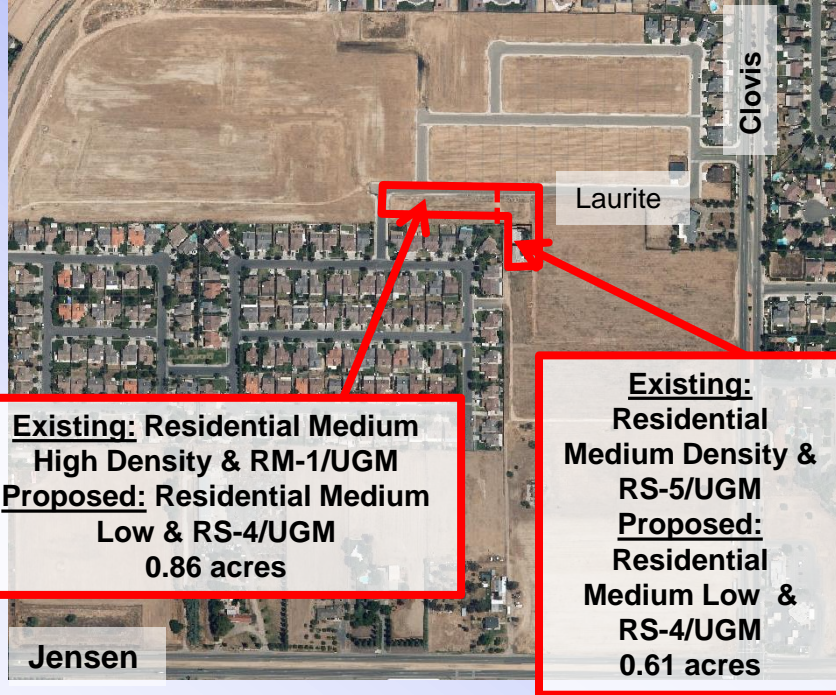 Clovis
Laurite
Existing: Residential Medium
High Density & RM-1/UGM
Proposed: Residential Medium
Low & RS-4/UGM
0.86 acres
Existing:
Residential
Medium Density &
RS-5/UGM
Proposed:
Residential
Medium Low &
RS-4/UGM
0.61 acres
Jensen